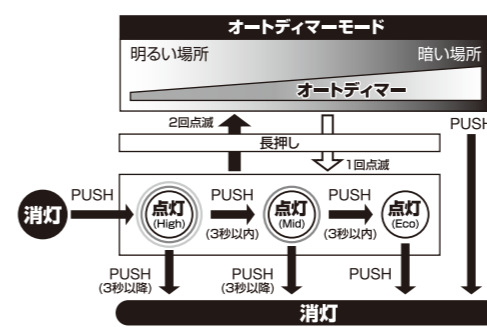 オートディマーモード
明るい場所 暗い場所
オートディマー
2回点滅
PUSH
長押し
1回点滅
消灯
PUSH
点灯
(High)
PUSH
(3秒以内)
点灯
(Mid)
PUSH
(3秒以内)
点灯
(Eco)
PUSH
(3秒以降)
PUSH
(3秒以降)
PUSH
消灯